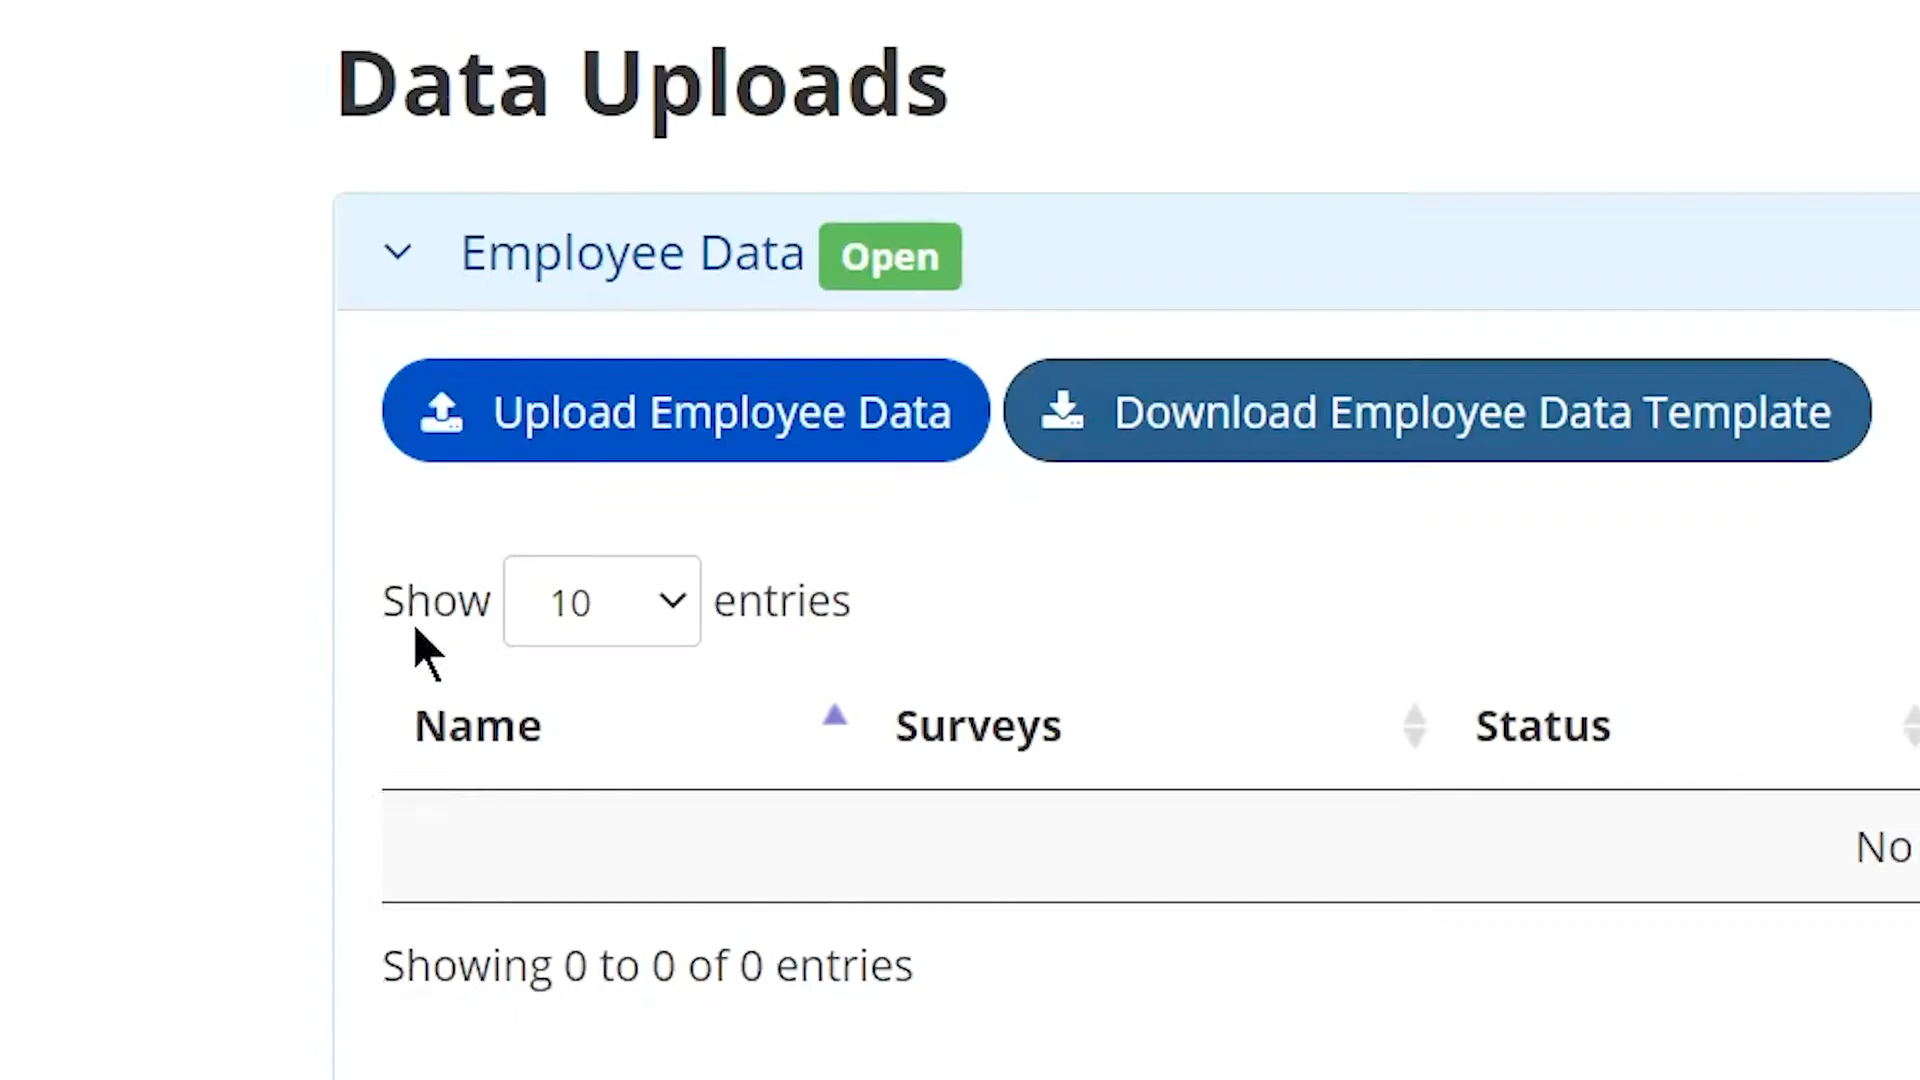 Data Uploads
Employee Data Open
Upload Employee Data Download Employee Data Template
Show 10 entries
Name Surveys Status
No
Showing 0 to 0 of 0 entries